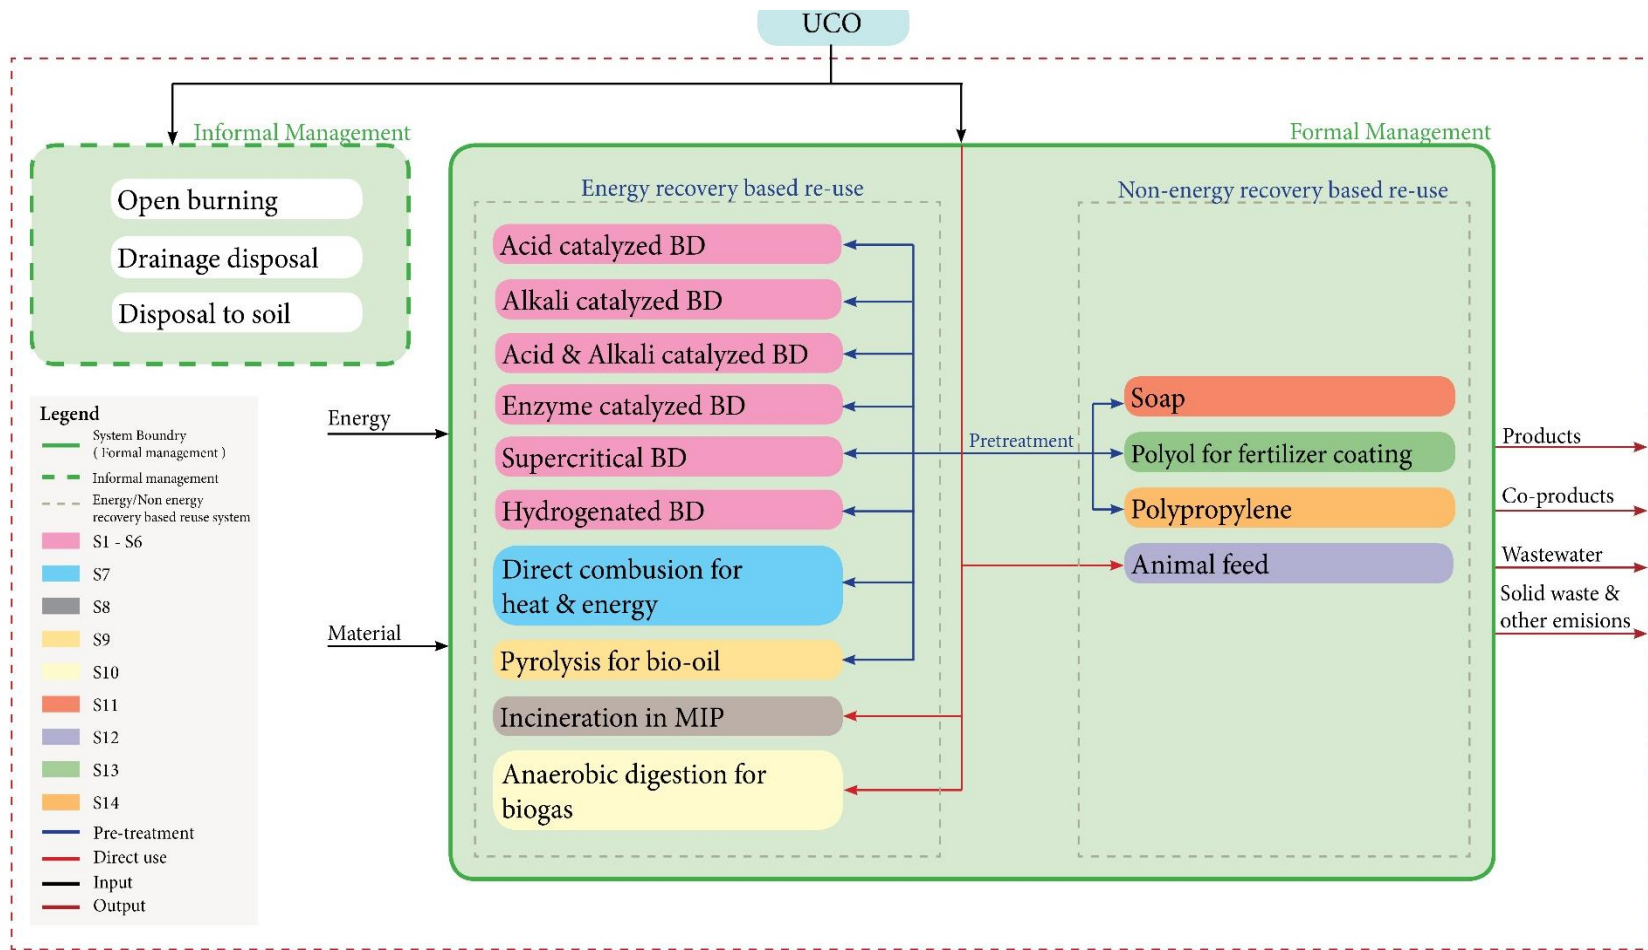 UCO
Informal Management
Open burning
Drainage disposal
Disposal to soil
Formal Management
Energy recovery based re-use
Acid catalyzed BD
Alkali catalyzed BD
Acid & Alkali catalyzed BD
Enzyme catalyzed BD
Supercritical BD
Hydrogenated BD
Direct combusion for
heat & energy
Pyrolysis for bio-oil
Incineration in MIP
Anaerobic digestion for
biogas
Pretreatment
Non-energy recovery based re-use
Soap
Polyol for fertilizer coating
Polypropylene
Animal feed
Energy
Material
Products
Co-products
Wastewater
Solid waste &
other emisions
Legend
System Boundry
( Formal management )
Informal management
Energy/Non energy
recovery based reuse system
S1 - S6
S7
S8
S9
S10
S11
S12
S13
S14
Pre-treatment
Direct use
Input
Output